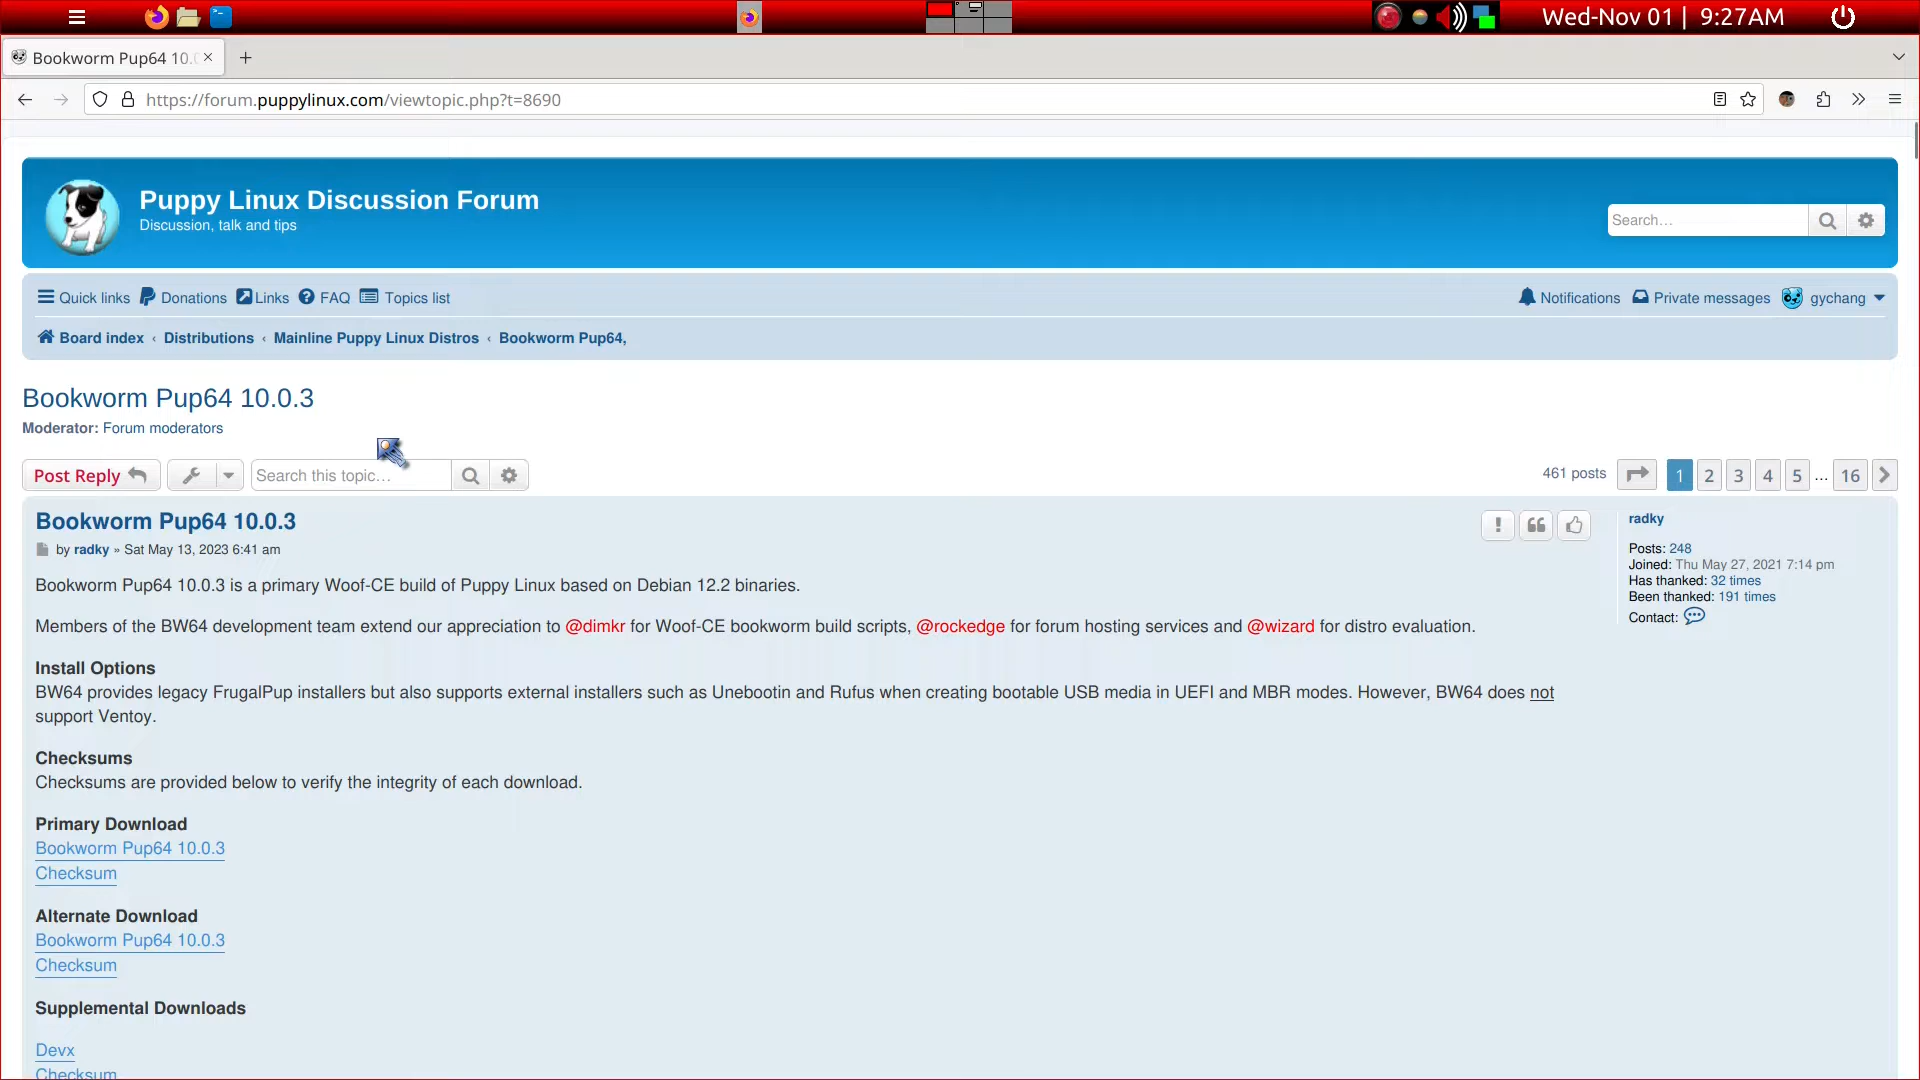 Wed-Nov 01 | 9:27AM
Bookworm Pup64 10.0
https://forum.puppylinux.com/viewtopic.php?t=8690
Puppy Linux Discussion Forum
Discussion, talk and tips
Search…
Quick links Donations Links FAQ Topics list
Notifications Private messages gychang
Board index ‹ Distributions ‹ Mainline Puppy Linux Distros ‹ Bookworm Pup64,
Bookworm Pup64 10.0.3
Moderator: Forum moderators
Post Reply Search this topic… 461 posts 1 2 3 4 5 … 16
Bookworm Pup64 10.0.3
by radky » Sat May 13, 2023 6:41 am
radky
Posts: 248
Joined: Thu May 27, 2021 7:14 pm
Has thanked: 32 times
Been thanked: 191 times
Contact:
Bookworm Pup64 10.0.3 is a primary Woof-CE build of Puppy Linux based on Debian 12.2 binaries.
Members of the BW64 development team extend our appreciation to @dimkr for Woof-CE bookworm build scripts, @rockedge for forum hosting services and @wizard for distro evaluation.
Install Options
BW64 provides legacy FrugalPup installers but also supports external installers such as Unebootin and Rufus when creating bootable USB media in UEFI and MBR modes. However, BW64 does not
support Ventoy.
Checksums
Checksums are provided below to verify the integrity of each download.
Primary Download
Bookworm Pup64 10.0.3
Checksum
Alternate Download
Bookworm Pup64 10.0.3
Checksum
Supplemental Downloads
Devx
Checksum